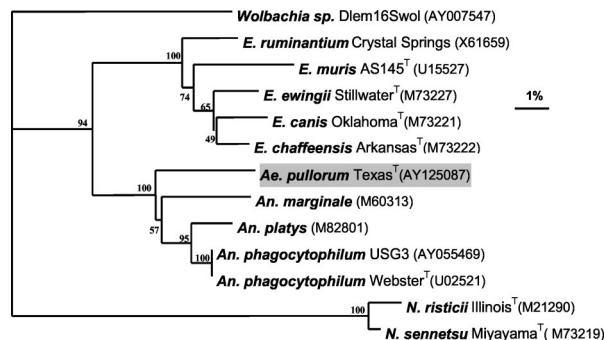 Wolbachia sp. Dlem16Swol (AY007547)
100
E. ruminantium Crystal Springs (X61659)
E. muris AS145T (U15527)
74
E. ewingii StillwaterT(M73227)
1%
65
E. canis OklahomaT(M73221)
94
49
E. chaffeensis ArkansasT(M73222)
Ae. pullorum TexasT(AY125087)
100
An. marginale (M60313)
57
An. platys (M82801)
95
An. phagocytophilum USG3 (AY055469)
100
An. phagocytophilum WebsterT(U02521)
N. risticii IllinoisT(M21290)
100
N. sennetsu MiyayamaT( M73219)